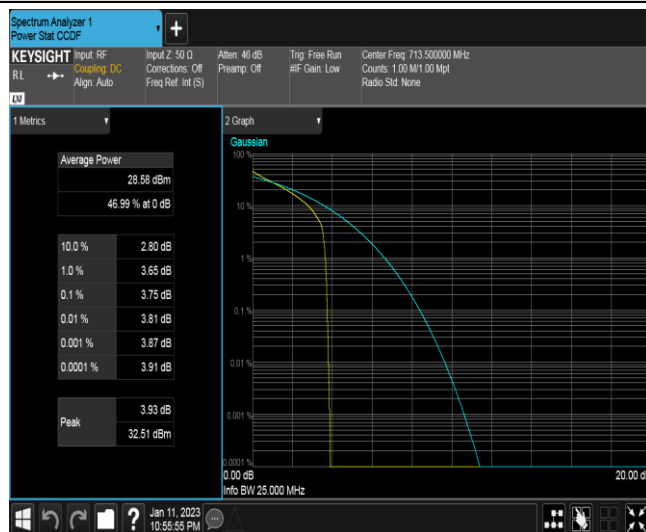 Spectrum Analyzer 1
Power Stat CCDF
+
KEYSIGHT
RL
LXI
Input: RF
Coupling: DC
Align: Auto
Input Z: 50 Ω
Corrections: Off
Freq Ref: Int (S)
Atten: 46 dB
Preamp: Off
Trig: Free Run
#IF Gain: Low
Center Freq: 713.500000 MHz
Counts: 1.00 M/1.00 Mpt
Radio Std: None
1 Metrics
Average Power
28.58 dBm
46.99 % at 0 dB
10.0 % 2.80 dB
1.0 % 3.65 dB
0.1 % 3.75 dB
0.01 % 3.81 dB
0.001 % 3.87 dB
0.0001 % 3.91 dB
Peak
3.93 dB
32.51 dBm
2 Graph
Gaussian
100 %
10 %
1 %
0.1 %
0.01 %
0.001 %
0.0001 %
0.00 dB
20.00 d
Info BW 25.000 MHz
?
Jan 11, 2023
10:55:55 PM